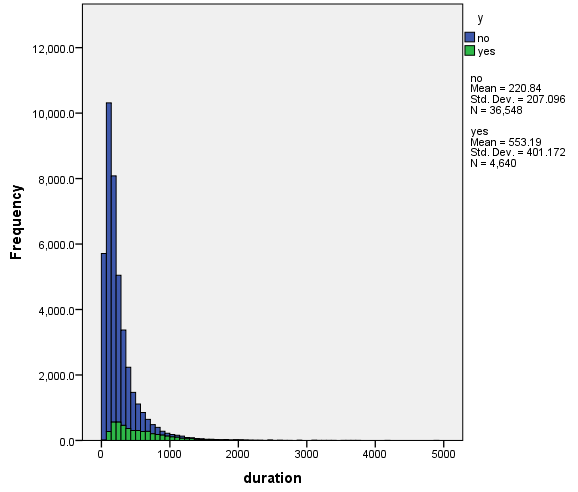 y
no
yes
no
Mean = 220.84
Std. Dev. = 207.096
N = 36,548
yes
Mean = 553.19
Std. Dev. = 401.172
N = 4,640
Frequency
12,000.0
10,000.0
8,000.0
6,000.0
4,000.0
2,000.0
0.0
0 1000 2000 3000 4000 5000
duration